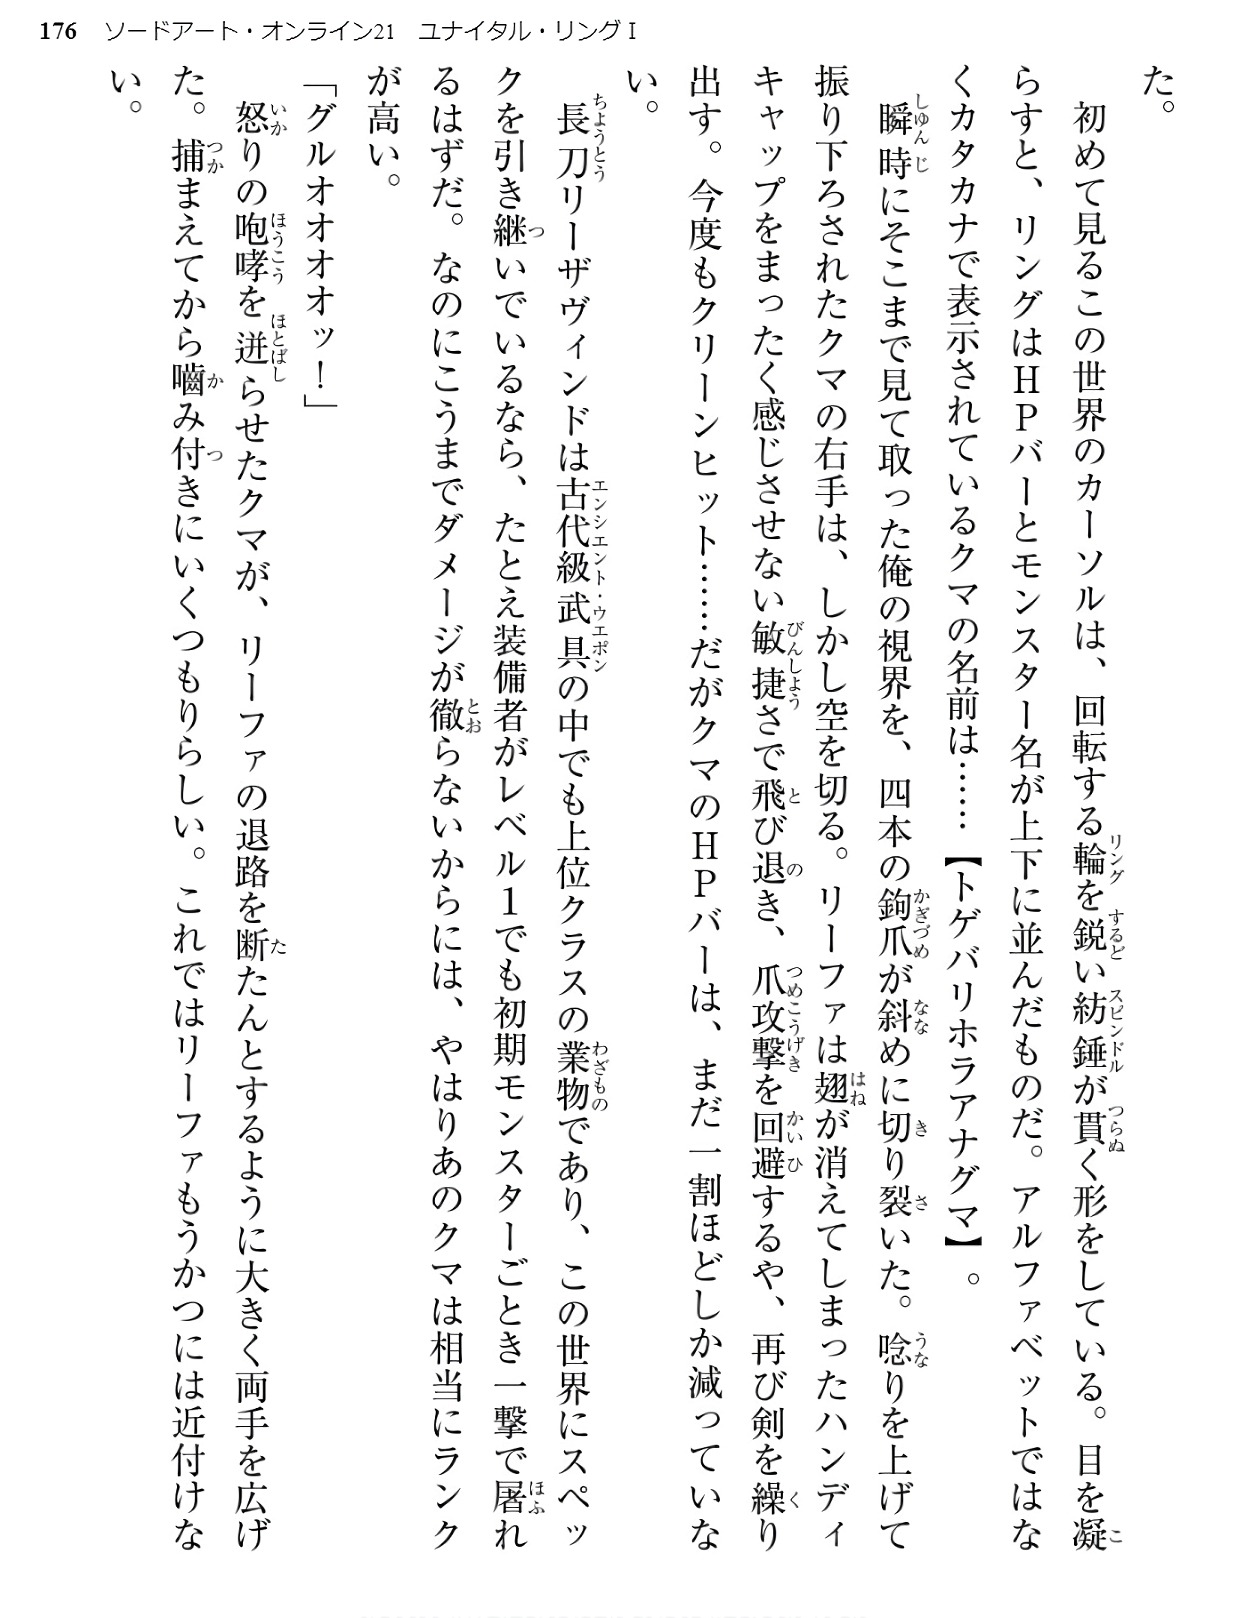 176 ソードアート・オンライン21 ユナイタル・リングⅠ
た。
　初めて見るこの世界のカーソルは、回転する輪を鋭い紡錘が貫く形をしている。目を凝
らすと、リングはＨＰバーとモンスター名が上下に並んだものだ。アルファベットではな
くカタカナで表示されているクマの名前は……【トゲバリホラアナグマ】。
　瞬時にそこまで見て取った俺の視界を、四本の鉤爪が斜めに切り裂いた。唸りを上げて
振り下ろされたクマの右手は、しかし空を切る。リーファは翅が消えてしまったハンディ
キャップをまったく感じさせない敏捷さで飛び退き、爪攻撃を回避するや、再び剣を繰り
出す。今度もクリーンヒット……だがクマのＨＰバーは、まだ一割ほどしか減っていな
い。
　長刀リーザヴィンドは古代級武具の中でも上位クラスの業物であり、この世界にスペッ
クを引き継いでいるなら、たとえ装備者がレベル１でも初期モンスターごとき一撃で屠れ
るはずだ。なのにこうまでダメージが徹らないからには、やはりあのクマは相当にランク
が高い。
「グルオオオオッ！」
　怒りの咆哮を迸らせたクマが、リーファの退路を断たんとするように大きく両手を広げ
た。捕まえてから嚙み付きにいくつもりらしい。これではリーファもうかつには近付けな
い。